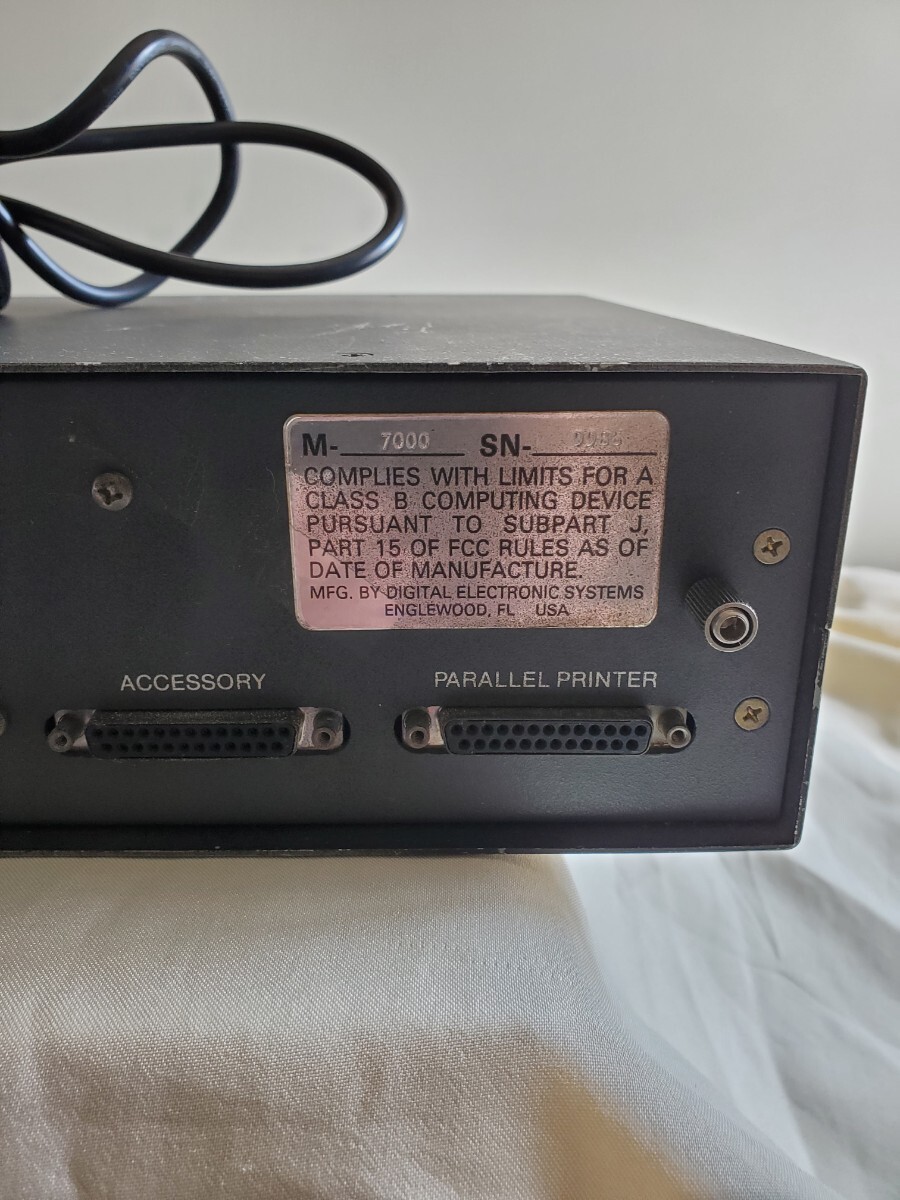 M- 7000 SN-
COMPLIES WITH LIMITS FOR A
CLASS B COMPUTING DEVICE
PURSUANT TO SUBPART J,
PART 15 OF FCC RULES AS OF
DATE OF MANUFACTURE.
MFG. BY DIGITAL ELECTRONIC SYSTEMS
ENGLEWOOD, FL USA
ACCESSORY
PARALLEL PRINTER